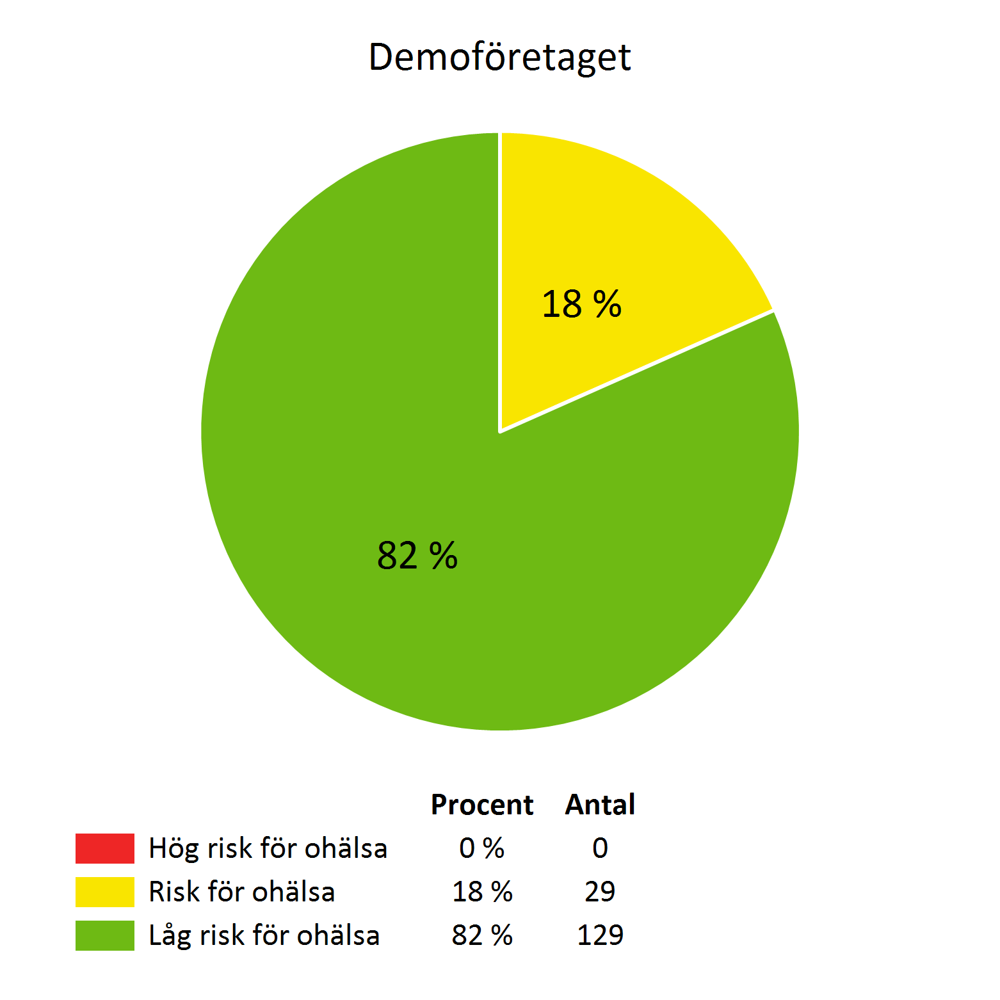 Demoföretaget
18 %
82 %
Procent Antal
Hög risk för ohälsa 0 % 0
Risk för ohälsa 18 % 29
Låg risk för ohälsa 82 % 129